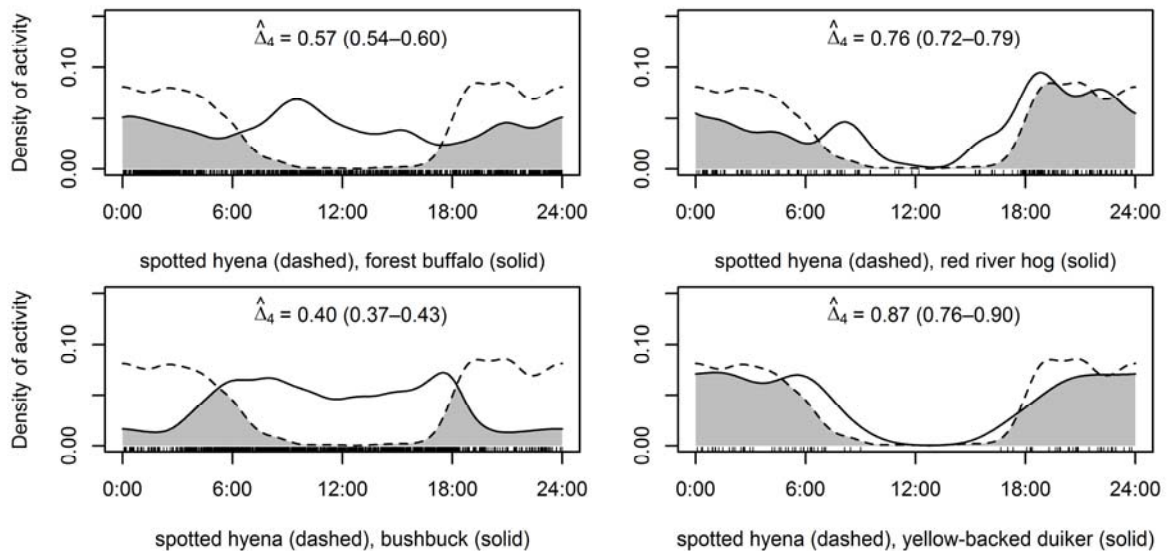 Δ̂₄ = 0.57 (0.54–0.60)
Density of activity
0.00 0.10
0:00 6:00 12:00 18:00 24:00
spotted hyena (dashed), forest buffalo (solid)
Δ̂₄ = 0.76 (0.72–0.79)
0.00 0.10
0:00 6:00 12:00 18:00 24:00
spotted hyena (dashed), red river hog (solid)
Δ̂₄ = 0.40 (0.37–0.43)
Density of activity
0.00 0.10
0:00 6:00 12:00 18:00 24:00
spotted hyena (dashed), bushbuck (solid)
Δ̂₄ = 0.87 (0.76–0.90)
0.00 0.10
0:00 6:00 12:00 18:00 24:00
spotted hyena (dashed), yellow-backed duiker (solid)